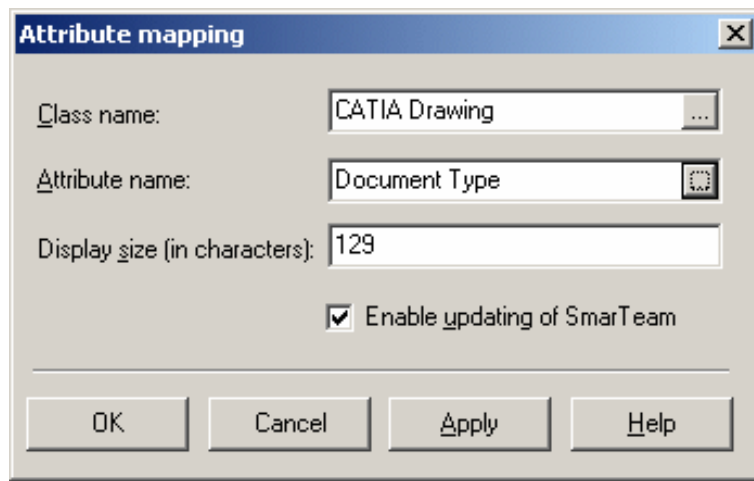 Attribute mapping
Class name: CATIA Drawing ...
Attribute name: Document Type
Display size (in characters): 129
Enable updating of SmarTeam
OK Cancel Apply Help